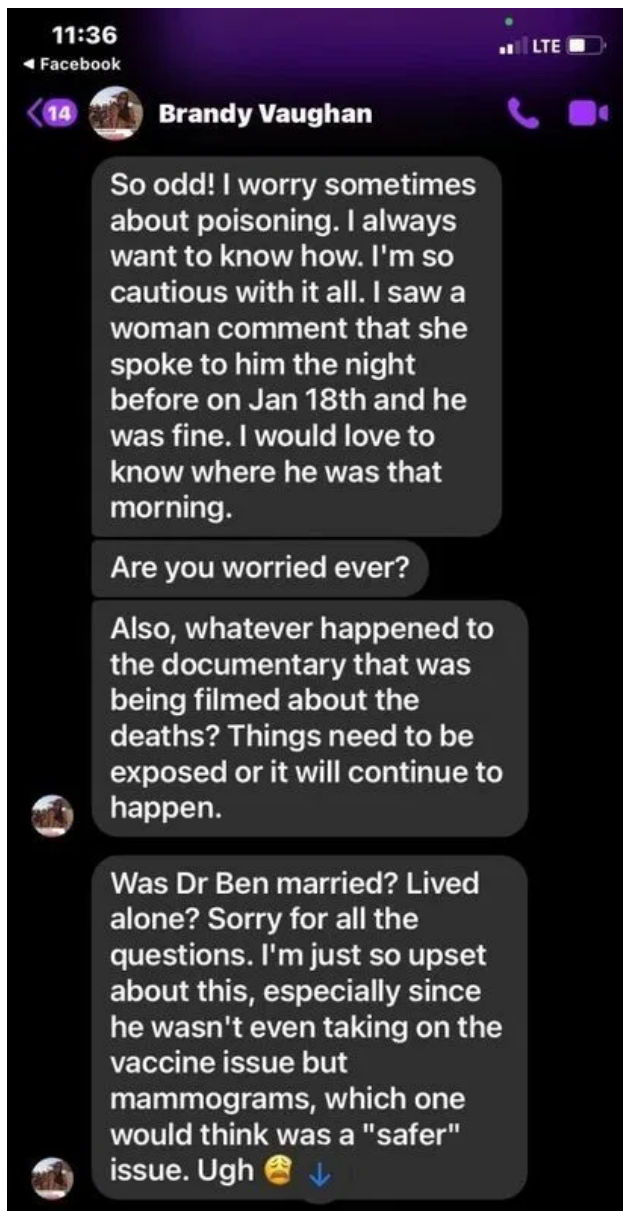 11:36
LTE
◀ Facebook
14
Brandy Vaughan
So odd! I worry sometimes
about poisoning. I always
want to know how. I'm so
cautious with it all. I saw a
woman comment that she
spoke to him the night
before on Jan 18th and he
was fine. I would love to
know where he was that
morning.
Are you worried ever?
Also, whatever happened to
the documentary that was
being filmed about the
deaths? Things need to be
exposed or it will continue to
happen.
Was Dr Ben married? Lived
alone? Sorry for all the
questions. I'm just so upset
about this, especially since
he wasn't even taking on the
vaccine issue but
mammograms, which one
would think was a "safer"
issue. Ugh 😩